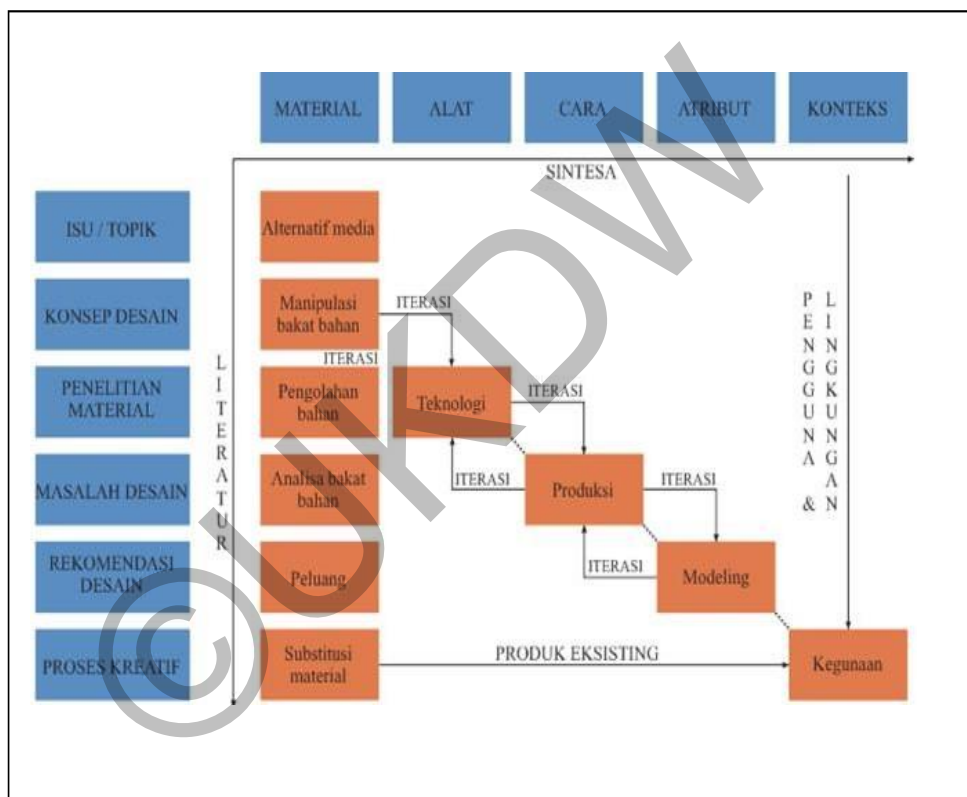 MATERIAL
ALAT
CARA
ATRIBUT
KONTEKS
SINTESA
ISU / TOPIK
Alternatif media
KONSEP DESAIN
Manipulasi
bakat bahan
ITERASI
ITERASI
PENELITIAN
MATERIAL
Pengolahan
bahan
Teknologi
ITERASI
MASALAH DESAIN
Analisa bakat
bahan
ITERASI
Produksi
ITERASI
REKOMENDASI
DESAIN
Peluang
ITERASI
Modeling
PROSES KREATIF
Substitusi
material
PRODUK EKSISTING
Kegunaan
LITERATUR
PENGGUNA &
LINGKUNGAN
©UKDW